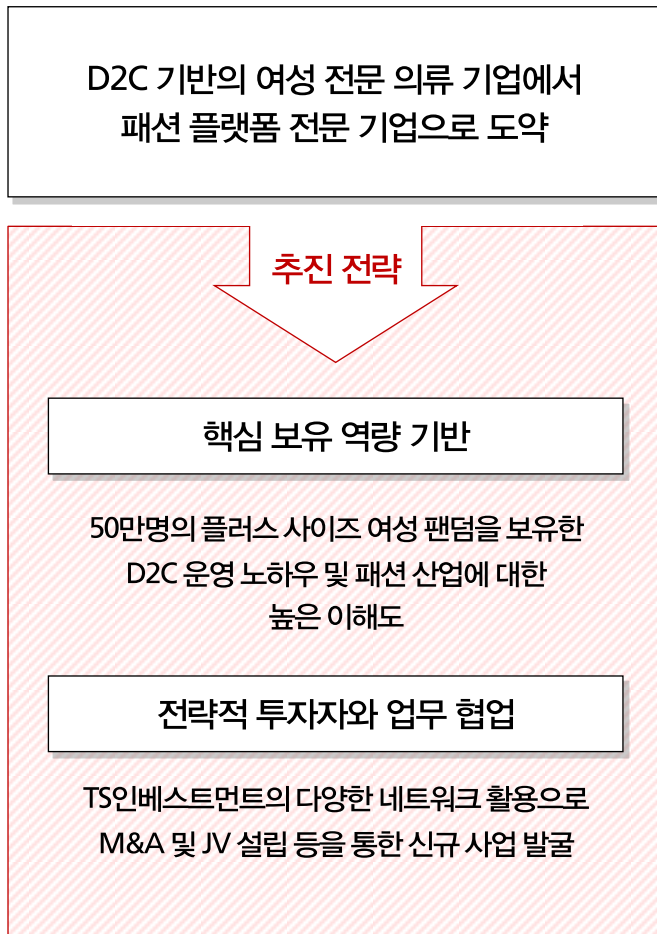 D2C 기반의 여성 전문 의류 기업에서
패션 플랫폼 전문 기업으로 도약
추진 전략
핵심 보유 역량 기반
50만명의 플러스 사이즈 여성 팬덤을 보유한
D2C 운영 노하우 및 패션 산업에 대한
높은 이해도
전략적 투자자와 업무 협업
TS인베스트먼트의 다양한 네트워크 활용으로
M&A 및 JV 설립 등을 통한 신규 사업 발굴